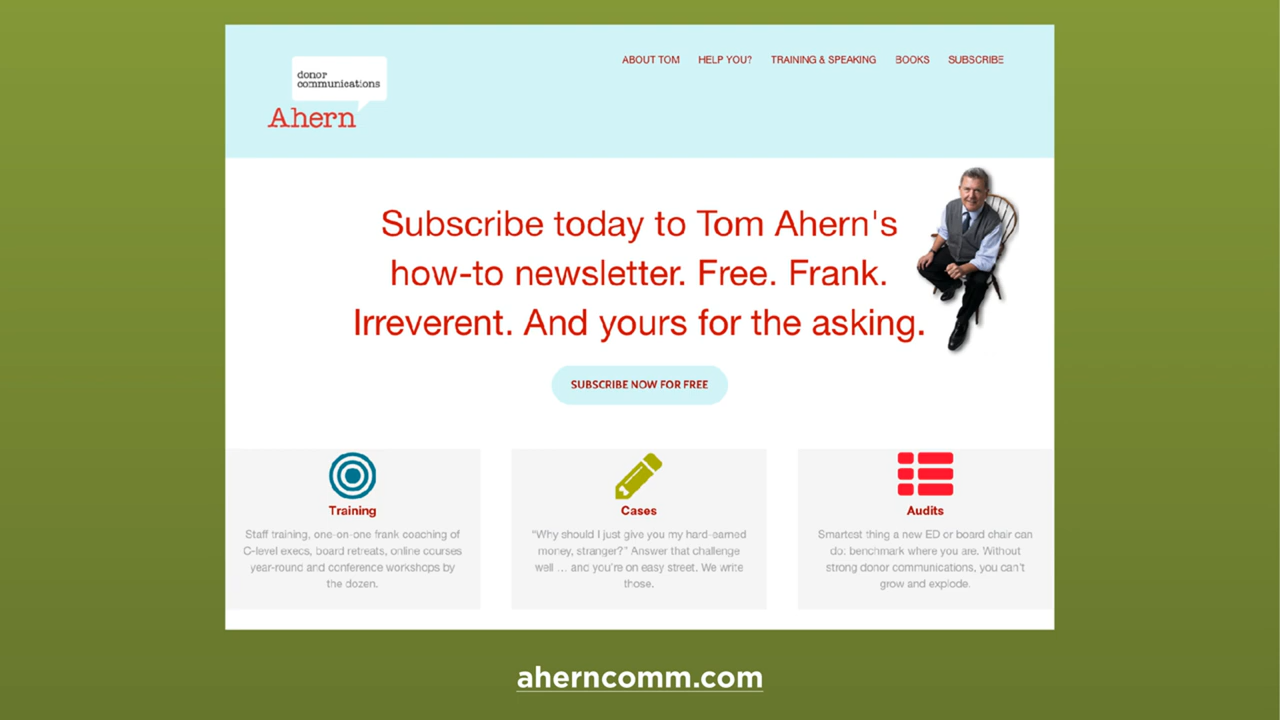 donor
communications
Ahern
ABOUT TOM HELP YOU? TRAINING & SPEAKING BOOKS SUBSCRIBE
Subscribe today to Tom Ahern's
how-to newsletter. Free. Frank.
Irreverent. And yours for the asking.
SUBSCRIBE NOW FOR FREE
Training
Staff training, one-on-one frank coaching of
C-level execs, board retreats, online courses
year-round and conference workshops by
the dozen.
Cases
"Why should I just give you my hard-earned
money, stranger?" Answer that challenge
well ... and you're on easy street. We write
those.
Audits
Smartest thing a new ED or board chair can
do: benchmark where you are. Without
strong donor communications, you can't
grow and explode.
aherncomm.com